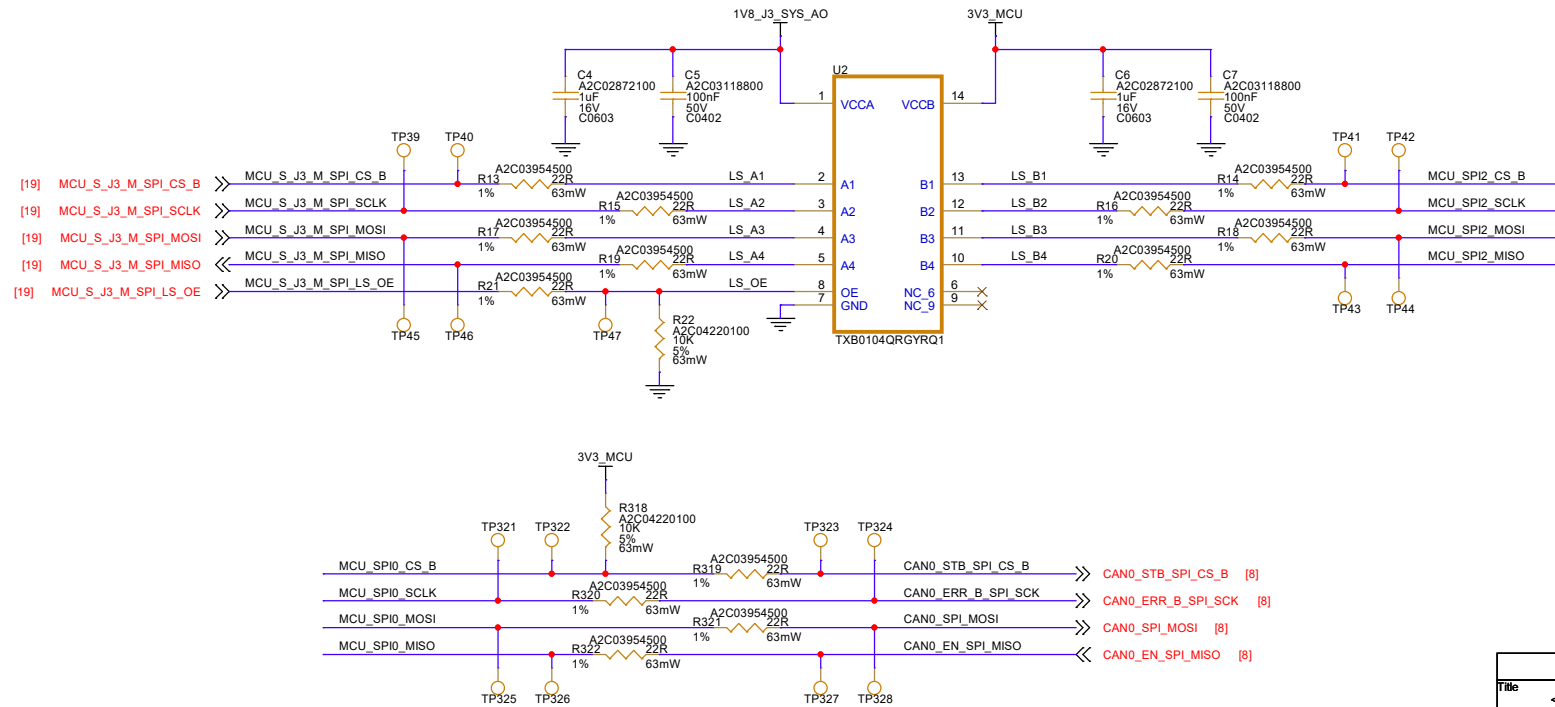 1V8_J3_SYS_AO
3V3_MCU
U2
C4
A2C02872100
1uF
16V
C0603
C5
A2C03118800
100nF
50V
C0402
1
VCCA
VCCB
14
C6
A2C02872100
1uF
16V
C0603
C7
A2C03118800
100nF
50V
C0402
TP39
TP40
TP41
TP42
[19] MCU_S_J3_M_SPI_CS_B
MCU_S_J3_M_SPI_CS_B
R13
A2C03954500
22R
1%
63mW
LS_A1
2
A1
B1
13
LS_B1
R14
A2C03954500
22R
1%
63mW
MCU_SPI2_CS_B
[19] MCU_S_J3_M_SPI_SCLK
MCU_S_J3_M_SPI_SCLK
R15
A2C03954500
22R
1%
63mW
LS_A2
3
A2
B2
12
LS_B2
R16
A2C03954500
22R
1%
63mW
MCU_SPI2_SCLK
[19] MCU_S_J3_M_SPI_MOSI
MCU_S_J3_M_SPI_MOSI
R17
A2C03954500
22R
1%
63mW
LS_A3
4
A3
B3
11
LS_B3
R18
A2C03954500
22R
1%
63mW
MCU_SPI2_MOSI
[19] MCU_S_J3_M_SPI_MISO
MCU_S_J3_M_SPI_MISO
R19
A2C03954500
22R
1%
63mW
LS_A4
5
A4
B4
10
LS_B4
R20
A2C03954500
22R
1%
63mW
MCU_SPI2_MISO
[19] MCU_S_J3_M_SPI_LS_OE
MCU_S_J3_M_SPI_LS_OE
R21
A2C03954500
22R
1%
63mW
LS_OE
8
OE
NC_6
6
7
GND
NC_9
9
TP45
TP46
TP47
R22
A2C04220100
10K
5%
63mW
TXB0104QRGYRQ1
TP43
TP44
3V3_MCU
R318
A2C04220100
10K
5%
63mW
TP321
TP322
TP323
TP324
MCU_SPI0_CS_B
R319
A2C03954500
22R
1%
63mW
CAN0_STB_SPI_CS_B
CAN0_STB_SPI_CS_B [8]
MCU_SPI0_SCLK
R320
A2C03954500
22R
1%
63mW
CAN0_ERR_B_SPI_SCK
CAN0_ERR_B_SPI_SCK [8]
MCU_SPI0_MOSI
R321
A2C03954500
22R
1%
63mW
CAN0_SPI_MOSI
CAN0_SPI_MOSI [8]
MCU_SPI0_MISO
R322
A2C03954500
22R
1%
63mW
CAN0_EN_SPI_MISO
CAN0_EN_SPI_MISO [8]
TP325
TP326
TP327
TP328
Title